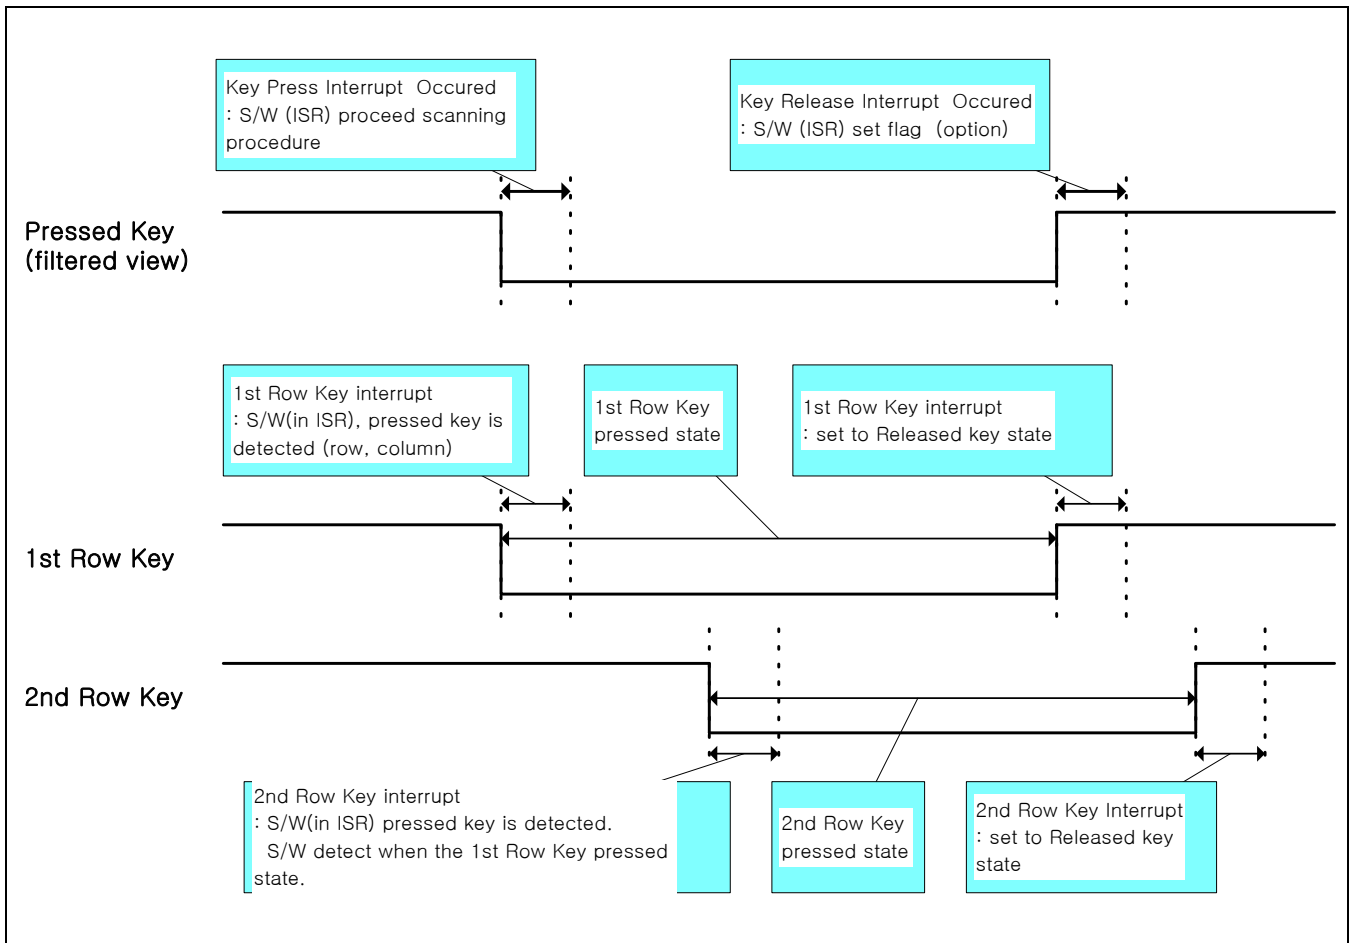 Key Press Interrupt  Occured
: S/W (ISR) proceed scanning
procedure
Key Release Interrupt  Occured
: S/W (ISR) set flag  (option)
Pressed Key
(filtered view)
1st Row Key interrupt
: S/W(in ISR), pressed key is
detected (row, column)
1st Row Key
pressed state
1st Row Key interrupt
: set to Released key state
1st Row Key
2nd Row Key
2nd Row Key interrupt
: S/W(in ISR) pressed key is detected.
S/W detect when the 1st Row Key pressed
state.
2nd Row Key
pressed state
2nd Row Key Interrupt
: set to Released key
state